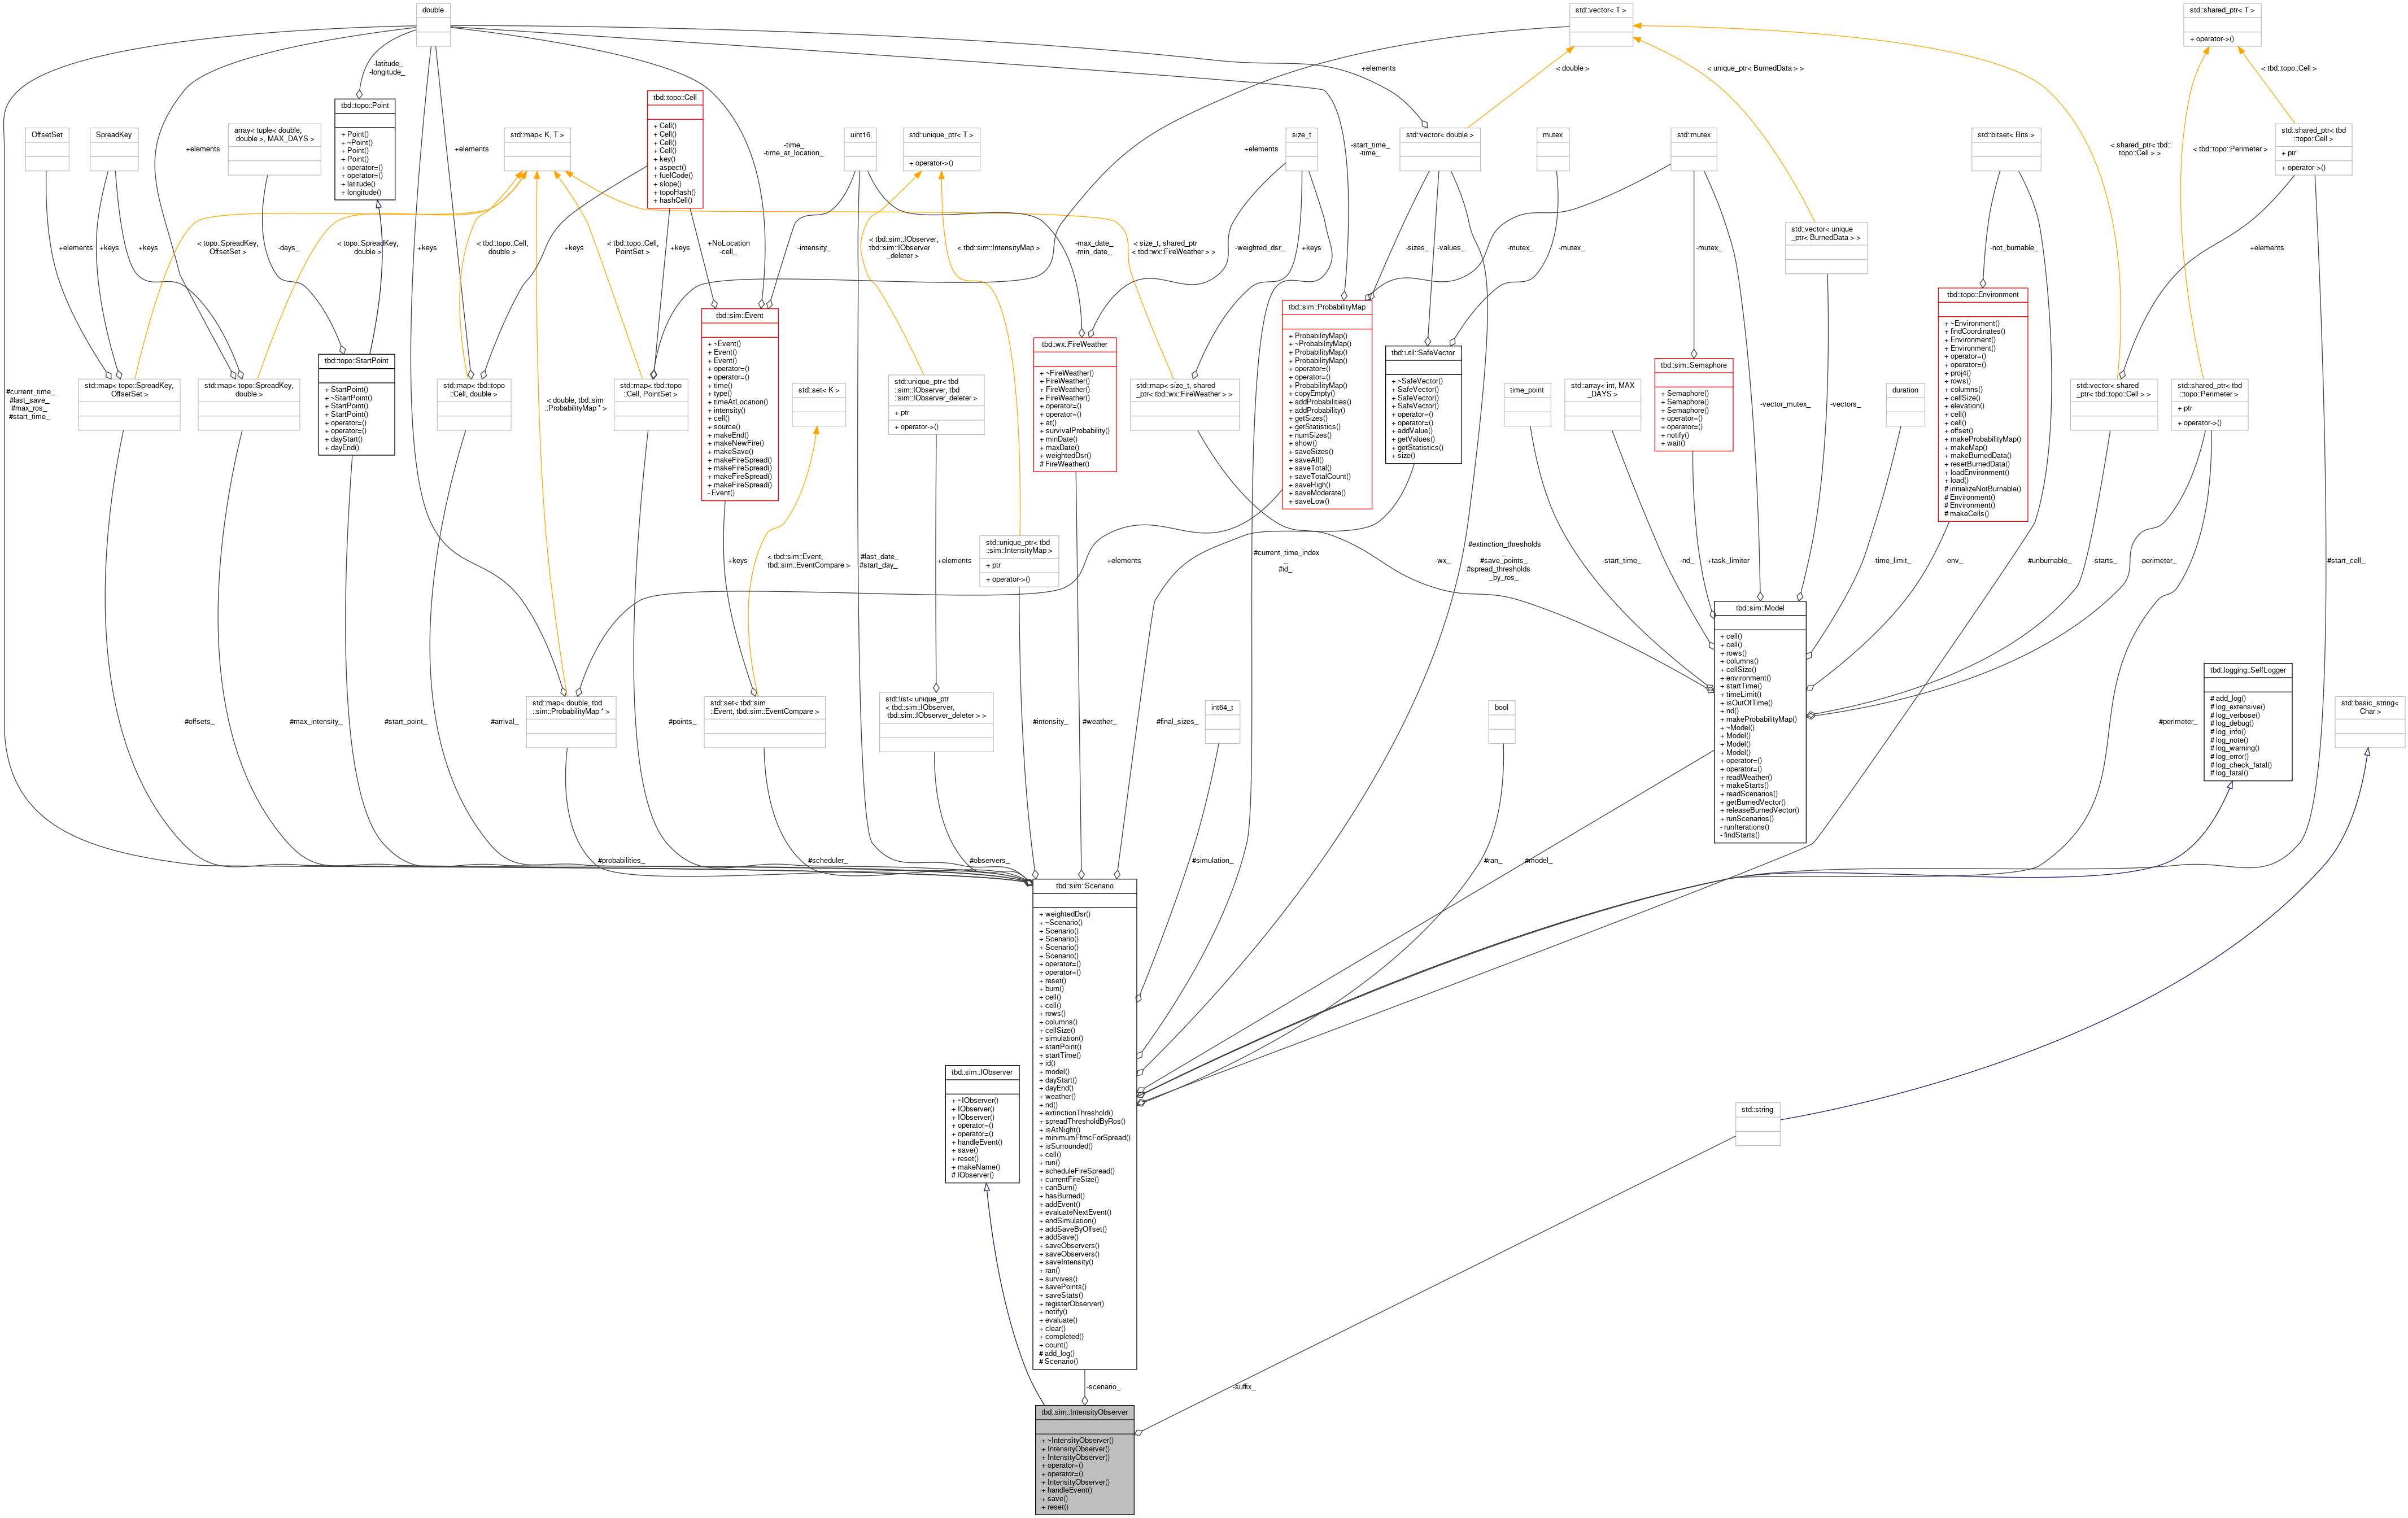 double
std::vector< T >
std::shared_ptr< T >
+ operator->()
-latitude_
-longitude_
+elements
< double >
< unique_ptr< BurnedData > >
< tbd::topo::Cell >
tbd::topo::Point
+ Point()
+ ~Point()
+ Point()
+ Point()
+ operator=()
+ operator=()
+ latitude()
+ longitude()
tbd::topo::Cell
+ Cell()
+ Cell()
+ Cell()
+ Cell()
+ key()
+ aspect()
+ fuelCode()
+ slope()
+ topoHash()
+ hashCell()
OffsetSet
SpreadKey
array< tuple< double,
double >, MAX_DAYS >
std::map< K, T >
uint16
std::unique_ptr< T >
+ operator->()
size_t
std::vector< double >
mutex
std::mutex
std::bitset< Bits >
std::shared_ptr< tbd
::topo::Cell >
+ ptr
+ operator->()
+elements
+elements
-time_
-time_at_location_
+elements
-start_time_
-time_
< shared_ptr< tbd::
topo::Cell > >
< tbd::topo::Perimeter >
std::vector< unique
_ptr< BurnedData > >
+elements
+keys
+keys
< topo::SpreadKey,
OffsetSet >
-days_
< topo::SpreadKey,
double >
+keys
< tbd::topo::Cell,
double >
+keys
< tbd::topo::Cell,
PointSet >
+keys
+NoLocation
-cell_
-intensity_
< tbd::sim::IObserver,
tbd::sim::IObserver
_deleter >
< tbd::sim::IntensityMap >
-max_date_
-min_date_
< size_t, shared_ptr
< tbd::wx::FireWeather > >
-weighted_dsr_
+keys
-sizes_
-values_
-mutex_
-mutex_
-mutex_
-not_burnable_
+elements
tbd::sim::Event
+ ~Event()
+ Event()
+ Event()
+ operator=()
+ operator=()
+ time()
+ type()
+ timeAtLocation()
+ intensity()
+ cell()
+ source()
+ makeEnd()
+ makeNewFire()
+ makeSave()
+ makeFireSpread()
+ makeFireSpread()
+ makeFireSpread()
+ makeFireSpread()
- Event()
tbd::wx::FireWeather
+ ~FireWeather()
+ FireWeather()
+ FireWeather()
+ FireWeather()
+ operator=()
+ operator=()
+ at()
+ survivalProbability()
+ minDate()
+ maxDate()
+ weightedDsr()
# FireWeather()
tbd::sim::ProbabilityMap
+ ProbabilityMap()
+ ~ProbabilityMap()
+ ProbabilityMap()
+ ProbabilityMap()
+ operator=()
+ operator=()
+ ProbabilityMap()
+ copyEmpty()
+ addProbabilities()
+ addProbability()
+ getSizes()
+ getStatistics()
+ numSizes()
+ show()
+ saveSizes()
+ saveAll()
+ saveTotal()
+ saveTotalCount()
+ saveHigh()
+ saveModerate()
+ saveLow()
tbd::util::SafeVector
+ ~SafeVector()
+ SafeVector()
+ SafeVector()
+ SafeVector()
+ operator=()
+ operator=()
+ addValue()
+ getValues()
+ getStatistics()
+ size()
tbd::sim::Semaphore
+ Semaphore()
+ Semaphore()
+ Semaphore()
+ operator=()
+ operator=()
+ notify()
+ wait()
tbd::topo::Environment
+ ~Environment()
+ findCoordinates()
+ Environment()
+ Environment()
+ operator=()
+ operator=()
+ proj4()
+ rows()
+ columns()
+ cellSize()
+ elevation()
+ cell()
+ cell()
+ offset()
+ makeProbabilityMap()
+ makeMap()
+ makeBurnedData()
+ resetBurnedData()
+ loadEnvironment()
+ load()
# initializeNotBurnable()
# Environment()
# Environment()
# makeCells()
#current_time_
#last_save_
#max_ros_
#start_time_
std::map< topo::SpreadKey,
OffsetSet >
std::map< topo::SpreadKey,
double >
tbd::topo::StartPoint
+ StartPoint()
+ ~StartPoint()
+ StartPoint()
+ StartPoint()
+ operator=()
+ operator=()
+ dayStart()
+ dayEnd()
std::map< tbd::topo
::Cell, double >
< double, tbd::sim
::ProbabilityMap * >
std::map< tbd::topo
::Cell, PointSet >
std::set< K >
std::unique_ptr< tbd
::sim::IObserver, tbd
::sim::IObserver_deleter >
+ ptr
+ operator->()
std::map< size_t, shared
_ptr< tbd::wx::FireWeather > >
time_point
std::array< int, MAX
_DAYS >
-vector_mutex_
-vectors_
duration
std::vector< shared
_ptr< tbd::topo::Cell > >
std::shared_ptr< tbd
::topo::Perimeter >
+ ptr
+ operator->()
+keys
< tbd::sim::Event,
tbd::sim::EventCompare >
#last_date_
#start_day_
+elements
std::unique_ptr< tbd
::sim::IntensityMap >
+ ptr
+ operator->()
+elements
#current_time_index
_
#id_
-wx_
#extinction_thresholds
_
#save_points_
#spread_thresholds
_by_ros_
-start_time_
-nd_
+task_limiter
-time_limit_
-env_
#unburnable_
-starts_
-perimeter_
#start_cell_
tbd::sim::Model
+ cell()
+ cell()
+ rows()
+ columns()
+ cellSize()
+ environment()
+ startTime()
+ timeLimit()
+ isOutOfTime()
+ nd()
+ makeProbabilityMap()
+ ~Model()
+ Model()
+ Model()
+ Model()
+ operator=()
+ operator=()
+ readWeather()
+ makeStarts()
+ readScenarios()
+ getBurnedVector()
+ releaseBurnedVector()
+ runScenarios()
- runIterations()
- findStarts()
#offsets_
#max_intensity_
#start_point_
#arrival_
std::map< double, tbd
::sim::ProbabilityMap * >
#points_
std::set< tbd::sim
::Event, tbd::sim::EventCompare >
std::list< unique_ptr
< tbd::sim::IObserver,
tbd::sim::IObserver_deleter > >
#intensity_
#weather_
#final_sizes_
int64_t
bool
#perimeter_
tbd::logging::SelfLogger
# add_log()
# log_extensive()
# log_verbose()
# log_debug()
# log_info()
# log_note()
# log_warning()
# log_error()
# log_check_fatal()
# log_fatal()
std::basic_string<
Char >
#probabilities_
#scheduler_
#observers_
#simulation_
#ran_
#model_
tbd::sim::Scenario
+ weightedDsr()
+ ~Scenario()
+ Scenario()
+ Scenario()
+ Scenario()
+ Scenario()
+ operator=()
+ operator=()
+ reset()
+ burn()
+ cell()
+ cell()
+ rows()
+ columns()
+ cellSize()
+ simulation()
+ startPoint()
+ startTime()
+ id()
+ model()
+ dayStart()
+ dayEnd()
+ weather()
+ nd()
+ extinctionThreshold()
+ spreadThresholdByRos()
+ isAtNight()
+ minimumFfmcForSpread()
+ isSurrounded()
+ cell()
+ run()
+ scheduleFireSpread()
+ currentFireSize()
+ canBurn()
+ hasBurned()
+ addEvent()
+ evaluateNextEvent()
+ endSimulation()
+ addSaveByOffset()
+ addSave()
+ saveObservers()
+ saveObservers()
+ saveIntensity()
+ ran()
+ survives()
+ savePoints()
+ saveStats()
+ registerObserver()
+ notify()
+ evaluate()
+ clear()
+ completed()
+ count()
# add_log()
# Scenario()
tbd::sim::IObserver
+ ~IObserver()
+ IObserver()
+ IObserver()
+ operator=()
+ operator=()
+ handleEvent()
+ save()
+ reset()
+ makeName()
# IObserver()
std::string
-scenario_
-suffix_
tbd::sim::IntensityObserver
+ ~IntensityObserver()
+ IntensityObserver()
+ IntensityObserver()
+ operator=()
+ operator=()
+ IntensityObserver()
+ handleEvent()
+ save()
+ reset()